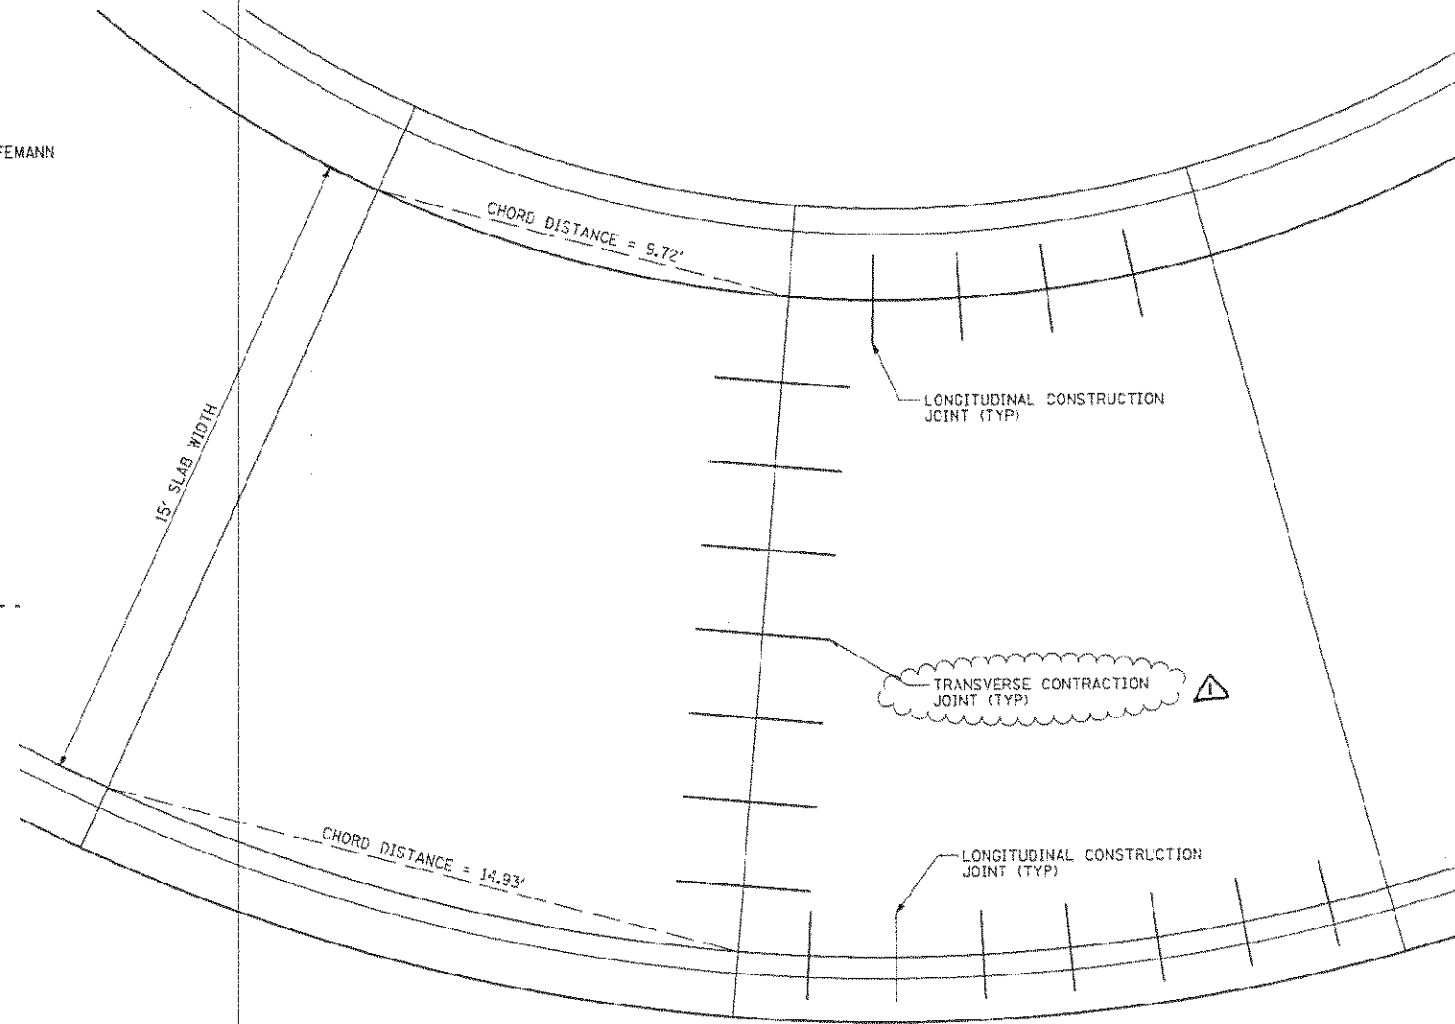 FEMANN
CHORD DISTANCE = 9.72'
LONGITUDINAL CONSTRUCTION
JOINT (TYP)
15' SLAB WIDTH
TRANSVERSE CONTRACTION
JOINT (TYP)
1
CHORD DISTANCE = 14.93'
LONGITUDINAL CONSTRUCTION
JOINT (TYP)